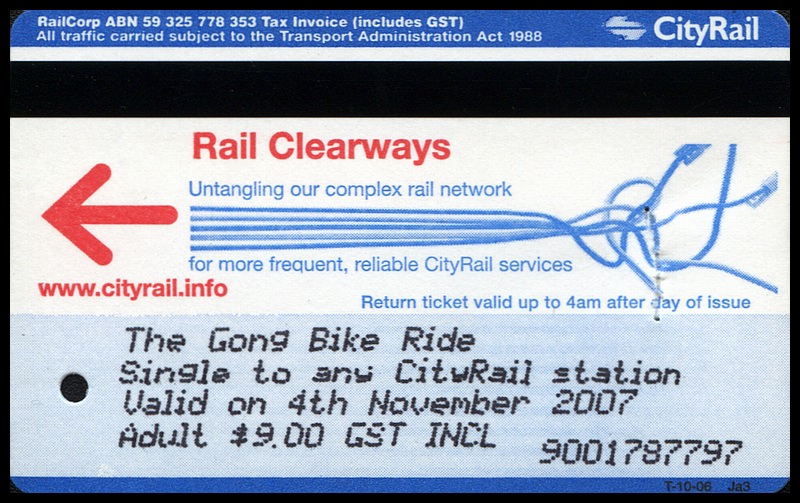 RailCorp ABN 59 325 778 353 Tax Invoice (includes GST)
All traffic carried subject to the Transport Administration Act 1988
CityRail
Rail Clearways
Untangling our complex rail network
for more frequent, reliable CityRail services
www.cityrail.info
Return ticket valid up to 4am after day of issue
The Gong Bike Ride
Single to any CityRail station
Valid on 4th November 2007
Adult $9.00 GST INCL
9001787797
T-10-06 Ja3